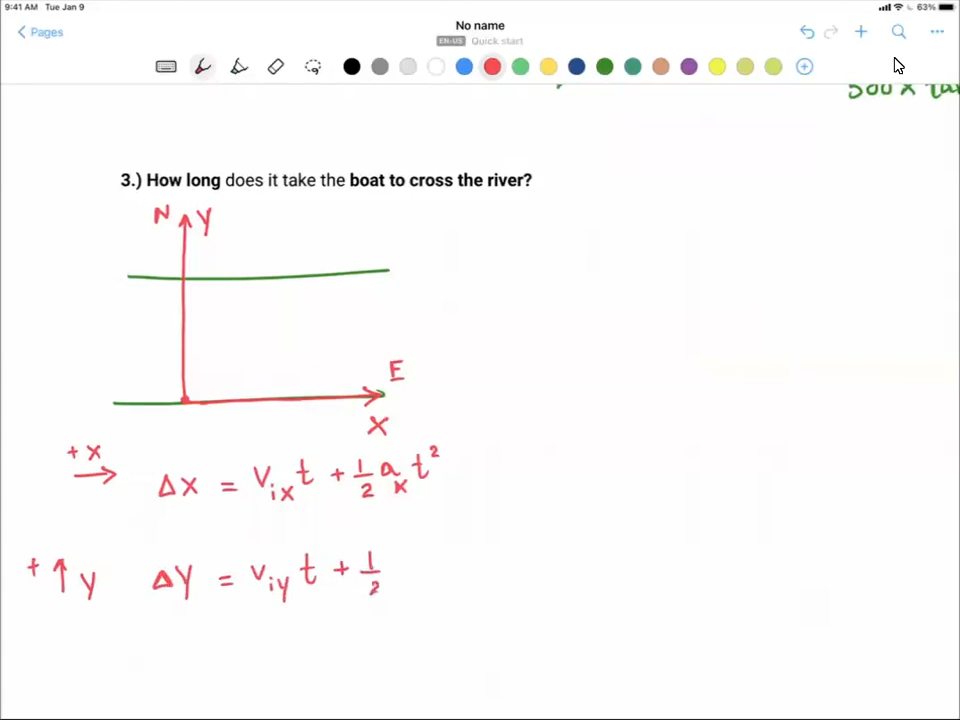 9:41 AM Tue Jan 9
63%
No name
Pages
EN-US Quick start
500 x
3.) How long does it take the boat to cross the river?
N Y
E
X
+ X
Δx = Vix t + 1/2 ax t²
+ ↑ y Δy = viy t + 1/2